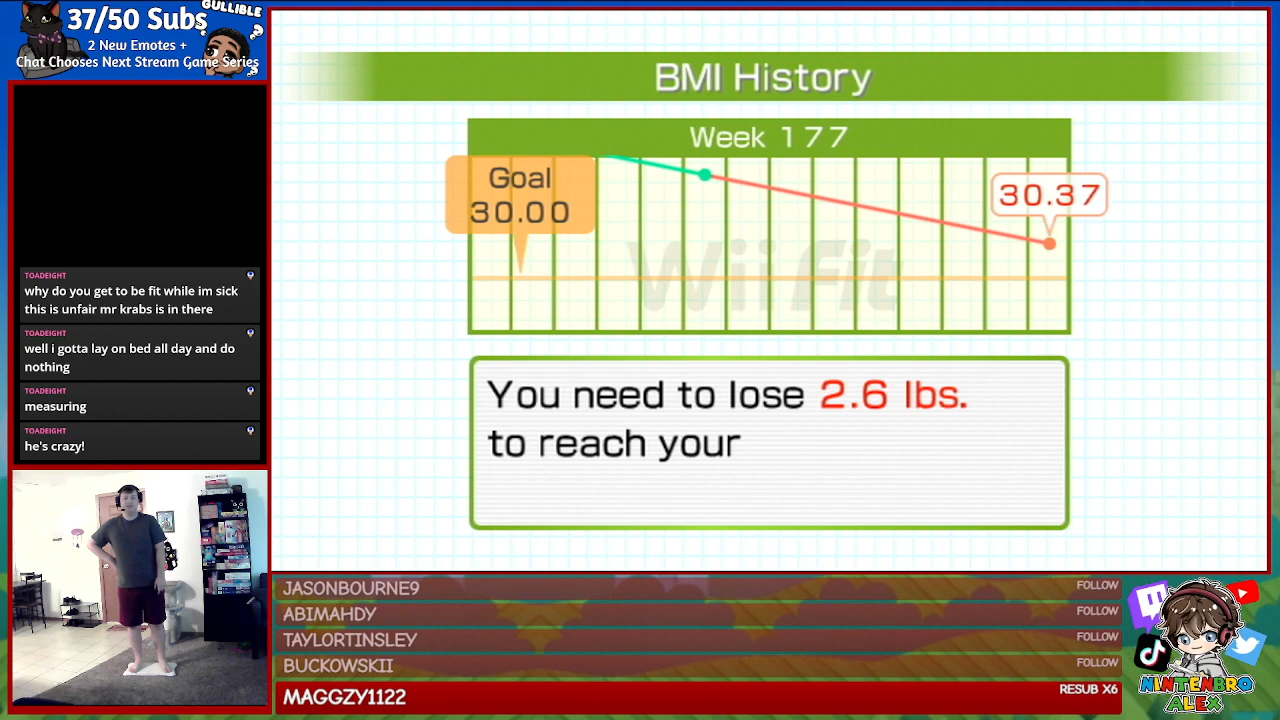 37/50 Subs
2 New Emotes +
Chat Chooses Next Stream Game Series
GULLIBLE
?
?
BMI History
Week 177
Goal
30.00
30.37
Wii Fit
You need to lose 2.6 lbs.
to reach your
TOADEIGHT
why do you get to be fit while im sick
this is unfair mr krabs is in there
TOADEIGHT
well i gotta lay on bed all day and do
nothing
TOADEIGHT
measuring
TOADEIGHT
he's crazy!
JASONBOURNE9 FOLLOW
ABIMAHDY FOLLOW
TAYLORTINSLEY FOLLOW
BUCKOWSKII FOLLOW
MAGGZY1122 RESUB X6
NINTENBRO
ALEX